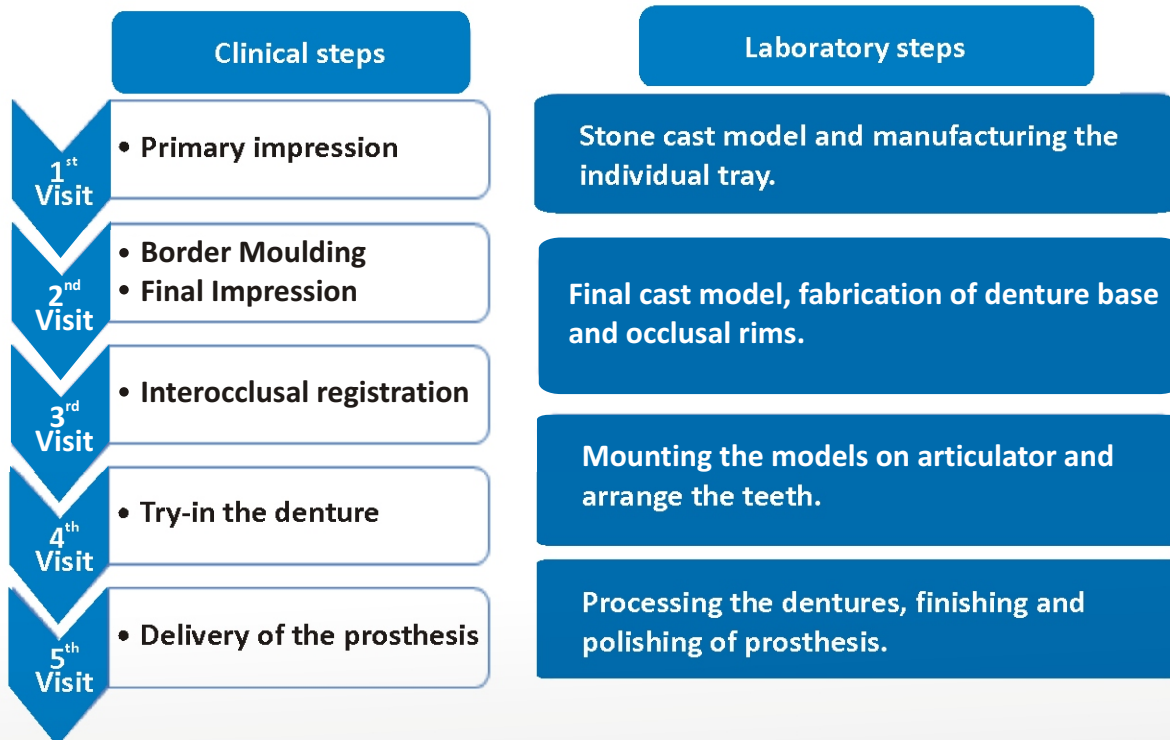 Clinical steps
1st
Visit
• Primary impression
2nd
Visit
• Border Moulding
• Final Impression
3rd
Visit
• Interocclusal registration
4th
Visit
• Try-in the denture
5th
Visit
• Delivery of the prosthesis
Laboratory steps
Stone cast model and manufacturing the
individual tray.
Final cast model, fabrication of denture base
and occlusal rims.
Mounting the models on articulator and
arrange the teeth.
Processing the dentures, finishing and
polishing of prosthesis.